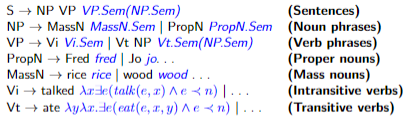 S → NP VP VP.Sem(NP.Sem) (Sentences)
NP → MassN MassN.Sem | PropN PropN.Sem (Noun phrases)
VP → Vi Vi.Sem | Vt NP Vt.Sem(NP.Sem) (Verb phrases)
PropN → Fred fred | Jo jo. . . (Proper nouns)
MassN → rice rice | wood wood . . . (Mass nouns)
Vi → talked λx∃e(talk(e, x) ∧ e ≺ n) | . . . (Intransitive verbs)
Vt → ate λyλx.∃e(eat(e, x, y) ∧ e ≺ n) | . . . (Transitive verbs)